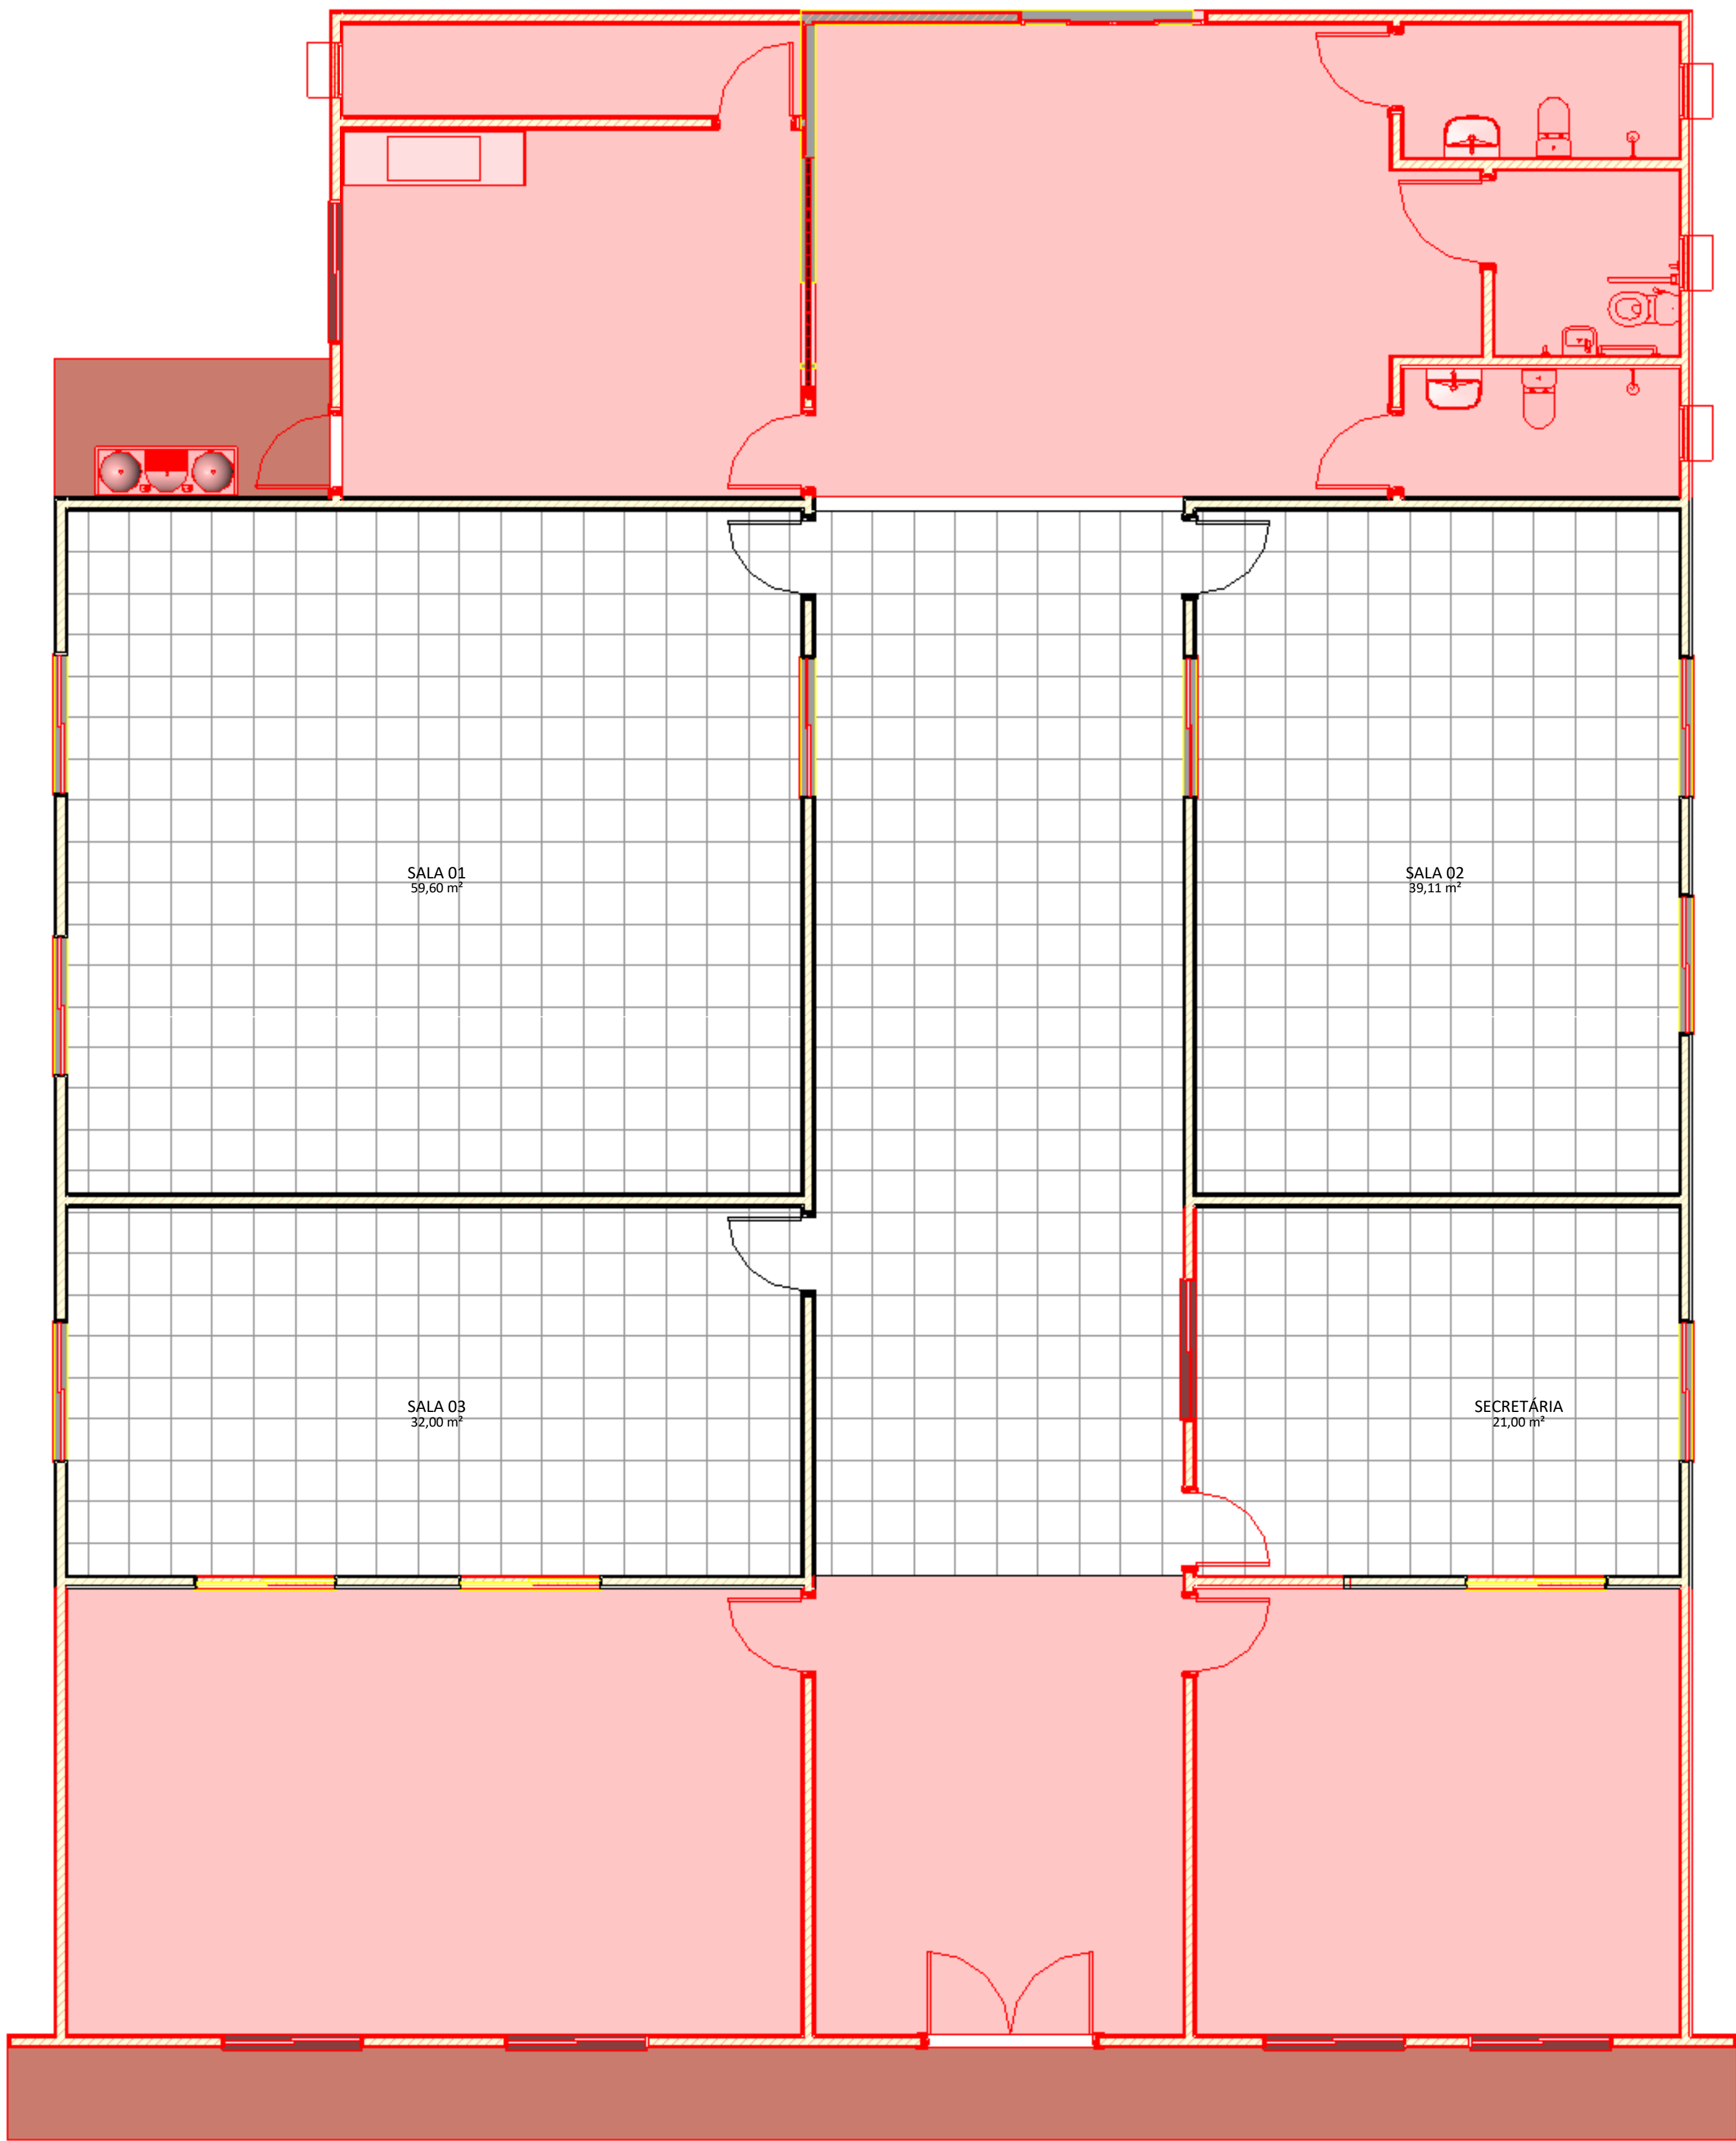 SALA 01
59,60 m²
SALA 02
39,11 m²
SALA 03
32,00 m²
SECRETÁRIA
21,00 m²